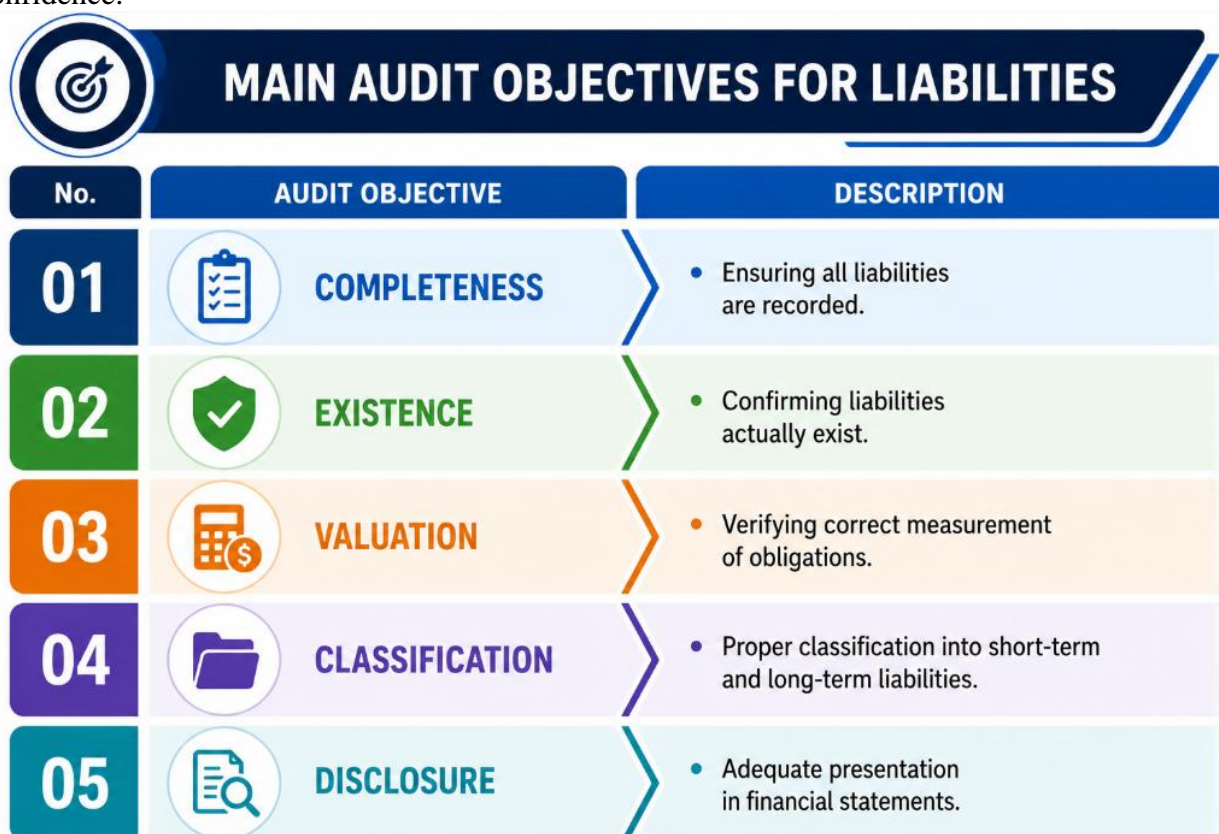 onfidence.
MAIN AUDIT OBJECTIVES FOR LIABILITIES
No. AUDIT OBJECTIVE DESCRIPTION
01 COMPLETENESS • Ensuring all liabilities
are recorded.
02 EXISTENCE • Confirming liabilities
actually exist.
03 VALUATION • Verifying correct measurement
of obligations.
04 CLASSIFICATION • Proper classification into short-term
and long-term liabilities.
05 DISCLOSURE • Adequate presentation
in financial statements.